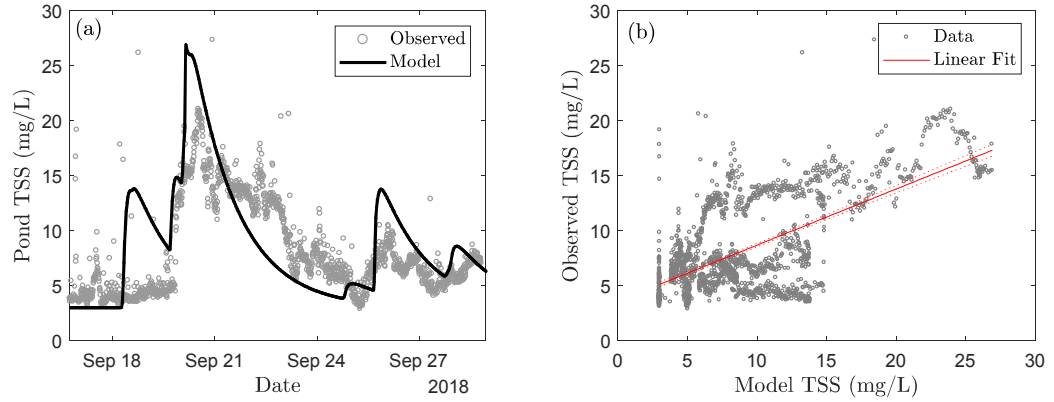 (a)
Observed
Model
Pond TSS (mg/L)
30
25
20
15
10
5
0
Sep 18
Sep 21
Sep 24
Sep 27
Date
2018
(b)
Data
Linear Fit
Observed TSS (mg/L)
30
25
20
15
10
5
0
0
5
10
15
20
25
30
Model TSS (mg/L)